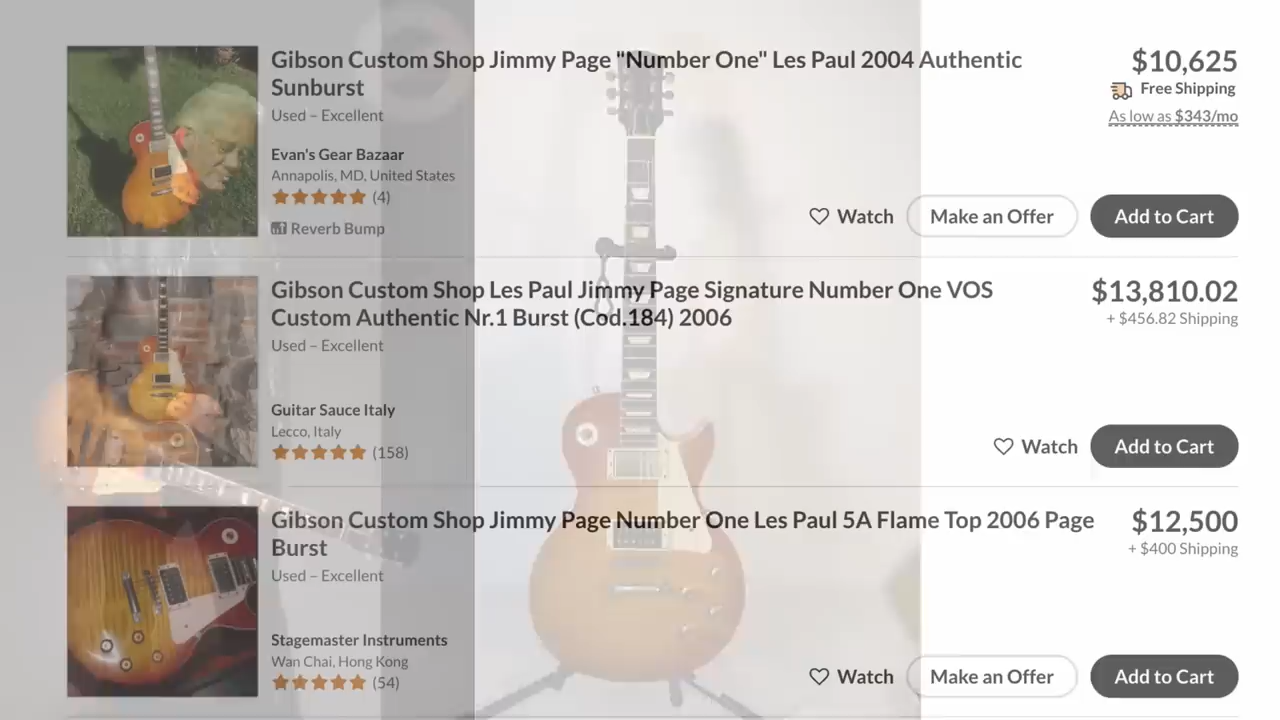 Gibson Custom Shop Jimmy Page "Number One" Les Paul 2004 Authentic
Sunburst
Used – Excellent
Evan's Gear Bazaar
Annapolis, MD, United States
(4)
Reverb Bump
$10,625
Free Shipping
As low as $343/mo
Watch
Make an Offer
Add to Cart
Gibson Custom Shop Les Paul Jimmy Page Signature Number One VOS
Custom Authentic Nr.1 Burst (Cod.184) 2006
Used – Excellent
Guitar Sauce Italy
Lecco, Italy
(158)
$13,810.02
+ $456.82 Shipping
Watch
Add to Cart
Gibson Custom Shop Jimmy Page Number One Les Paul 5A Flame Top 2006 Page
Burst
Used – Excellent
Stagemaster Instruments
Wan Chai, Hong Kong
(54)
$12,500
+ $400 Shipping
Watch
Make an Offer
Add to Cart